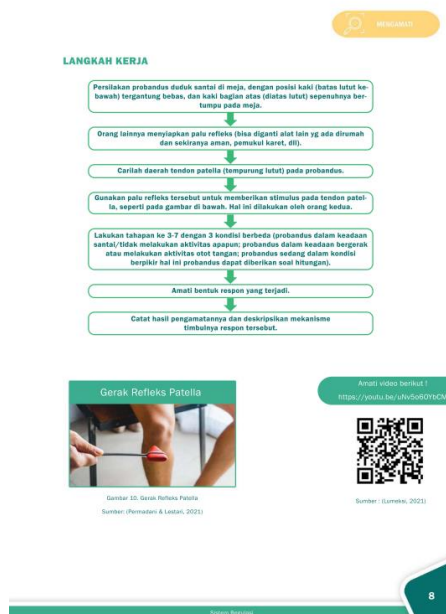 MENGAMATI
LANGKAH KERJA
Persilakan probandus duduk santai di meja, dengan posisi kaki (batas lutut ke-
bawah) tergantung bebas, dan kaki bagian atas (diatas lutut) sepenuhnya ber-
tumpu pada meja.
Orang lainnya menyiapkan palu refleks (bisa diganti alat lain yg ada dirumah
dan sekiranya aman, pemukul karet, dll).
Carilah daerah tendon patella (tempurung lutut) pada probandus.
Gunakan palu refleks tersebut untuk memberikan stimulus pada tendon patel-
la, seperti pada gambar di bawah. Hal ini dilakukan oleh orang kedua.
Lakukan tahapan ke 3-7 dengan 3 kondisi berbeda (probandus dalam keadaan
santai/tidak melakukan aktivitas apapun; probandus dalam keadaan bergerak
atau melakukan aktivitas otot tangan; probandus sedang dalam kondisi
berpikir hal ini probandus dapat diberikan soal hitungan).
Amati bentuk respon yang terjadi.
Catat hasil pengamatannya dan deskripsikan mekanisme
timbulnya respon tersebut.
Gerak Refleks Patella
Gambar 10. Gerak Refleks Patella
Sumber: (Permadani & Lestari, 2021)
Amati video berikut !
https://youtu.be/uNv5o6OYbCM
Sumber : (Lumeksi, 2021)
8